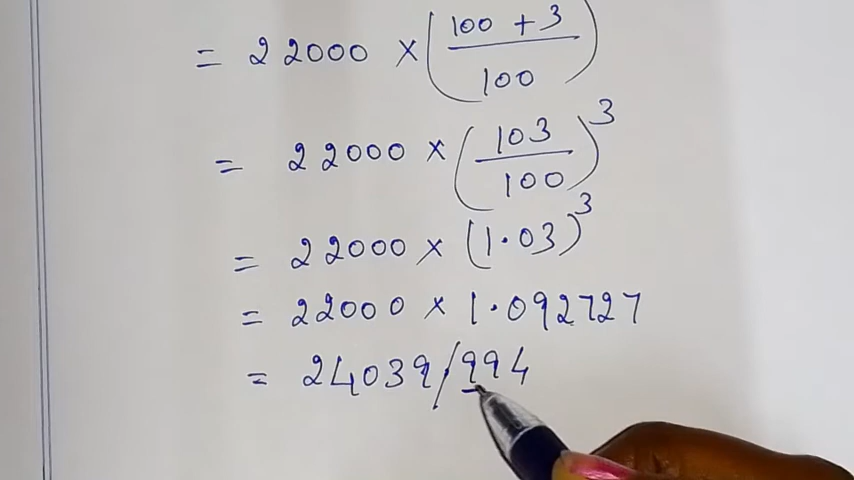 = 22000 × (100 + 3 / 100)
= 22000 × (103 / 100)³
= 22000 × (1.03)³
= 22000 × 1.092727
= 24039/.994